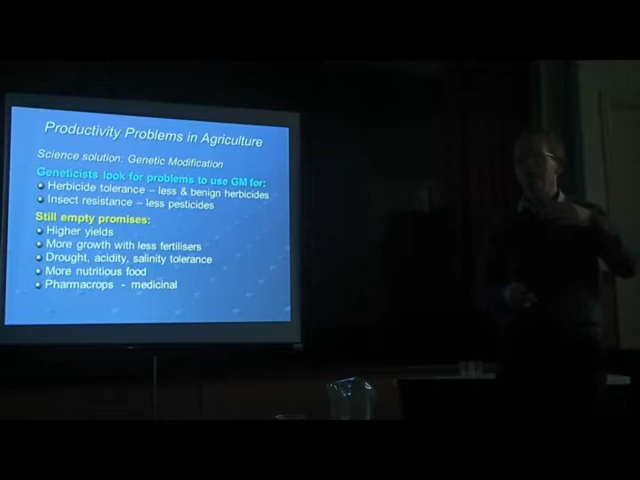 Productivity Problems in Agriculture
Science solution: Genetic Modification
Geneticists look for problems to use GM for:
Herbicide tolerance – less & benign herbicides
Insect resistance – less pesticides
Still empty promises:
Higher yields
More growth with less fertilisers
Drought, acidity, salinity tolerance
More nutritious food
Pharmacrops - medicinal